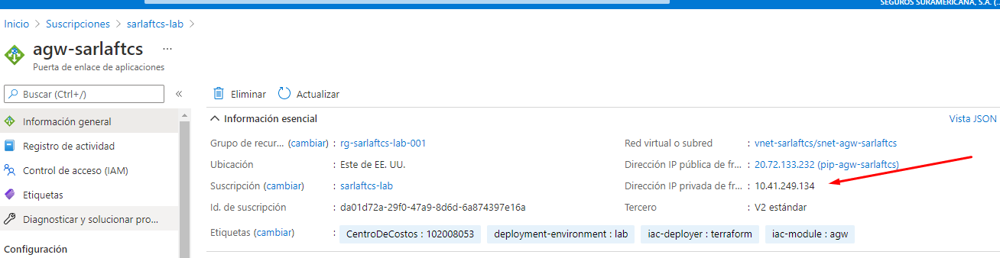 SEGUROS SURAMERICANA, S.A. (...
Inicio > Suscripciones > sarlaftcs-lab >
agw-sarlaftcs ...
Puerta de enlace de aplicaciones
Buscar (Ctrl+/) «
Información general
Registro de actividad
Control de acceso (IAM)
Etiquetas
Diagnosticar y solucionar pro...
Configuración
Eliminar Actualizar
Información esencial Vista JSON
Grupo de recur... (cambiar) : rg-sarlaftcs-lab-001
Ubicación : Este de EE. UU.
Suscripción (cambiar) : sarlaftcs-lab
Id. de suscripción : da01d72a-29f0-47a9-8d6d-6a874397e16a
Red virtual o subred : vnet-sarlaftcs/snet-agw-sarlaftcs
Dirección IP pública de fr... : 20.72.133.232 (pip-agw-sarlaftcs)
Dirección IP privada de fr... : 10.41.249.134
Tercero : V2 estándar
Etiquetas (cambiar) : CentroDeCostos : 102008053 deployment-environment : lab iac-deployer : terraform iac-module : agw